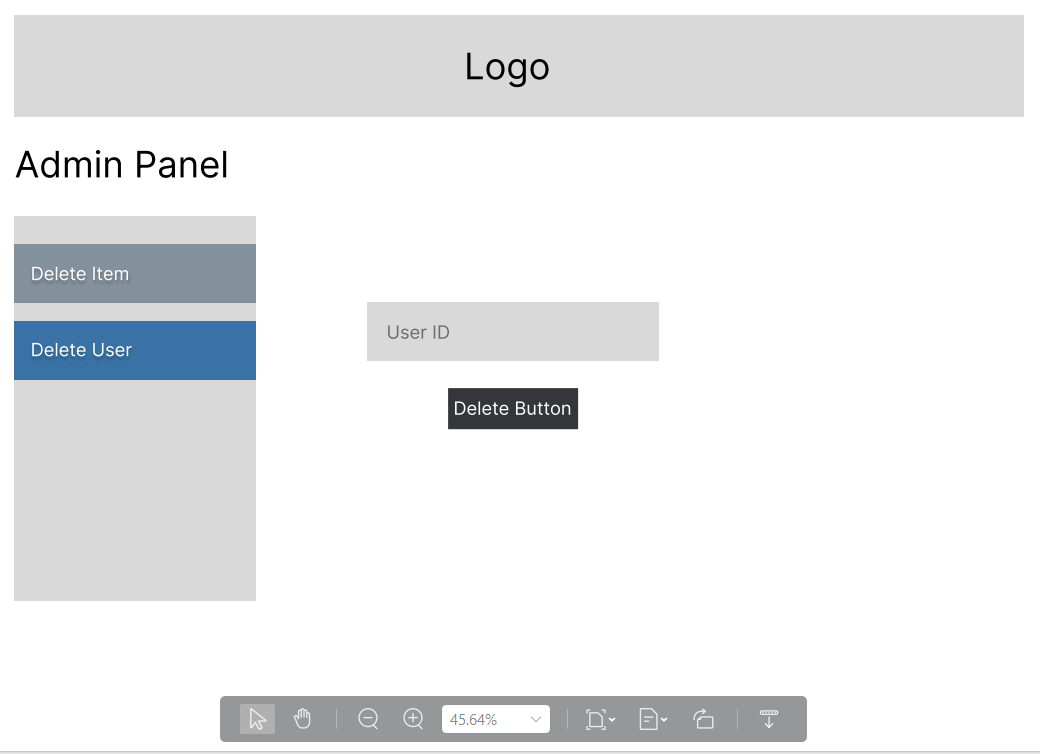 Logo
Admin Panel
Delete Item
Delete User
User ID
Delete Button
45.64%